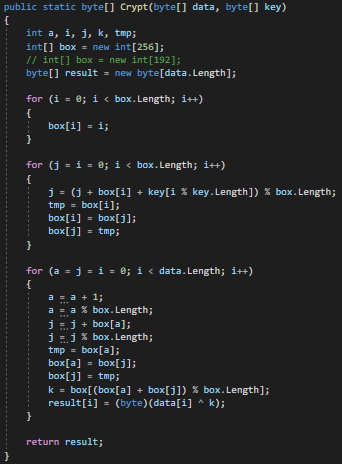 public static byte[] Crypt(byte[] data, byte[] key)
{
int a, i, j, k, tmp;
int[] box = new int[256];
// int[] box = new int[192];
byte[] result = new byte[data.Length];
for (i = 0; i < box.Length; i++)
{
box[i] = i;
}
for (j = i = 0; i < box.Length; i++)
{
j = (j + box[i] + key[i % key.Length]) % box.Length;
tmp = box[i];
box[i] = box[j];
box[j] = tmp;
}
for (a = j = i = 0; i < data.Length; i++)
{
a = a + 1;
a = a % box.Length;
j = j + box[a];
j = j % box.Length;
tmp = box[a];
box[a] = box[j];
box[j] = tmp;
k = box[(box[a] + box[j]) % box.Length];
result[i] = (byte)(data[i] ^ k);
}
return result;
}